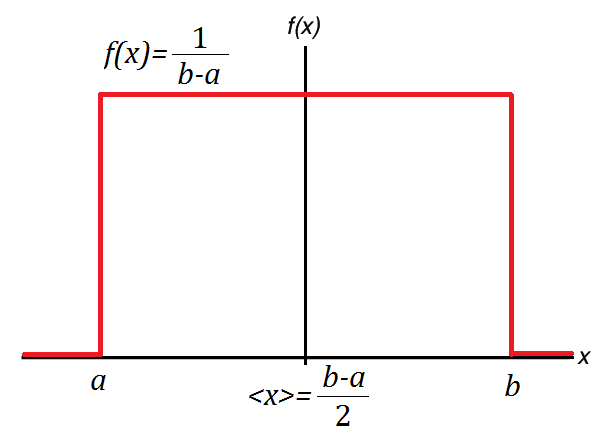 f(x)
f(x)=1/b-a
x
a
<x>=b-a/2
b